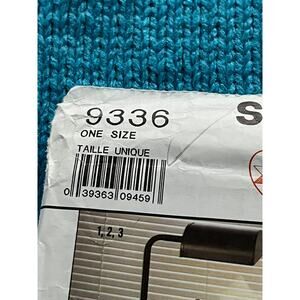 9336
S
ONE SIZE
TAILLE UNIQUE
0 39363 09459
1, 2, 3